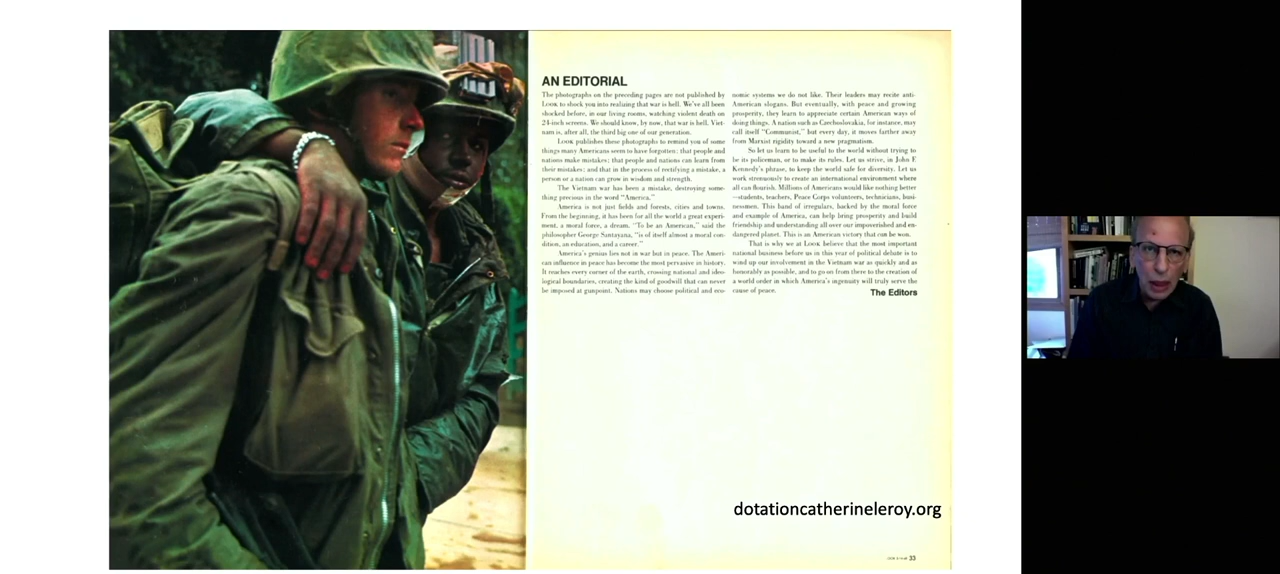 AN EDITORIAL
The photographs on the preceding pages are not published by
LOOK to shock you into realizing that war is hell. We've all been
shocked before, in our living rooms, watching violent death on
24-inch screens. We should know, by now, that war is hell. Viet-
nam is, after all, the third big one of our generation.
LOOK publishes these photographs to remind you of some
things many Americans seem to have forgotten: that people and
nations make mistakes; that people and nations can learn from
their mistakes; and that in the process of rectifying a mistake, a
person or a nation can grow in wisdom and strength.
The Vietnam war has been a mistake, destroying some-
thing precious in the word "America."
America is not just fields and forests, cities and towns.
From the beginning, it has been for all the world a great experi-
ment, a moral force, a dream. "To be an American," said the
philosopher George Santayana, "is of itself almost a moral con-
dition, an education, and a career."
America's genius lies not in war but in peace. The Ameri-
can influence in peace has become the most pervasive in history.
It reaches every corner of the earth, crossing national and ideo-
logical boundaries, creating the kind of goodwill that can never
be imposed at gunpoint. Nations may choose political and eco-
nomic systems we do not like. Their leaders may recite anti-
American slogans. But eventually, with peace and growing
prosperity, they learn to appreciate certain American ways of
doing things. A nation such as Czechoslovakia, for instance, may
call itself "Communist," but every day, it moves farther away
from Marxist rigidity toward a new pragmatism.
So let us learn to be useful to the world without trying to
be its policeman, or to make its rules. Let us strive, in John F.
Kennedy's phrase, to keep the world safe for diversity. Let us
work strenuously to create an international environment where
all can flourish. Millions of Americans would like nothing better
—students, teachers, Peace Corps volunteers, technicians, busi-
nessmen. This band of irregulars, backed by the moral force
and example of America, can help bring prosperity and build
friendship and understanding all over our impoverished and en-
dangered planet. This is an American victory that can be won.
That is why we at LOOK believe that the most important
national business before us in this year of political debate is to
wind up our involvement in the Vietnam war as quickly and as
honorably as possible, and to go on from there to the creation of
a world order in which America's ingenuity will truly serve the
cause of peace.
The Editors
dotationcatherineleroy.org
33